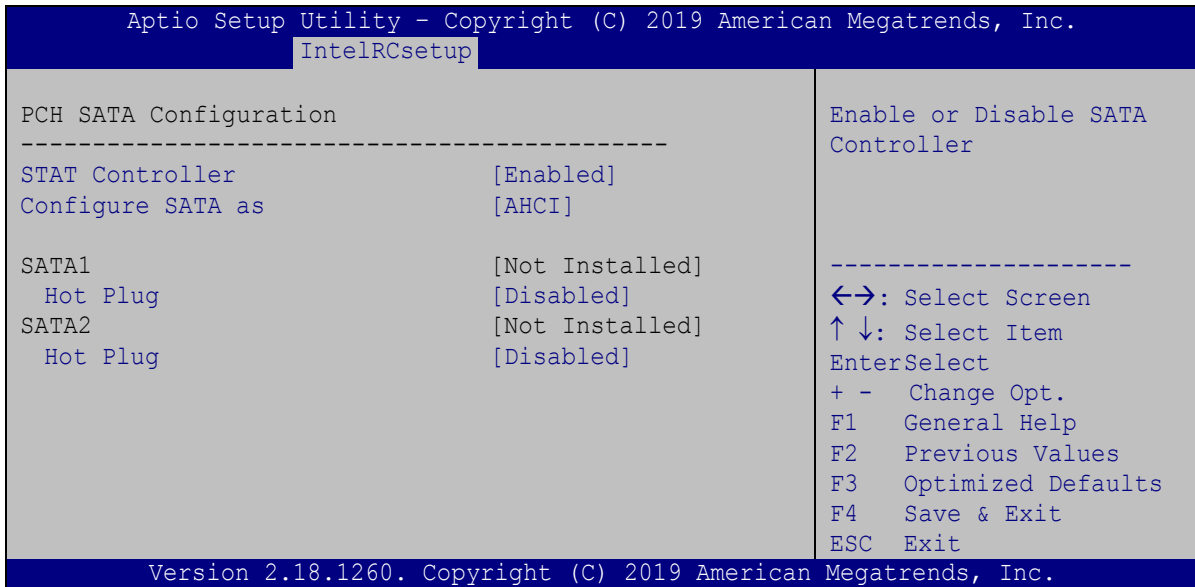 Aptio Setup Utility – Copyright (C) 2019 American Megatrends, Inc.
IntelRCsetup
PCH SATA Configuration
----------------------------------------------
STAT Controller [Enabled]
Configure SATA as [AHCI]
SATA1 [Not Installed]
Hot Plug [Disabled]
SATA2 [Not Installed]
Hot Plug [Disabled]
Enable or Disable SATA
Controller
---------------------
←→: Select Screen
↑ ↓: Select Item
EnterSelect
+ - Change Opt.
F1 General Help
F2 Previous Values
F3 Optimized Defaults
F4 Save & Exit
ESC Exit
Version 2.18.1260. Copyright (C) 2019 American Megatrends, Inc.